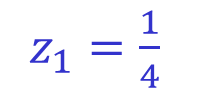 z₁ = 1/4